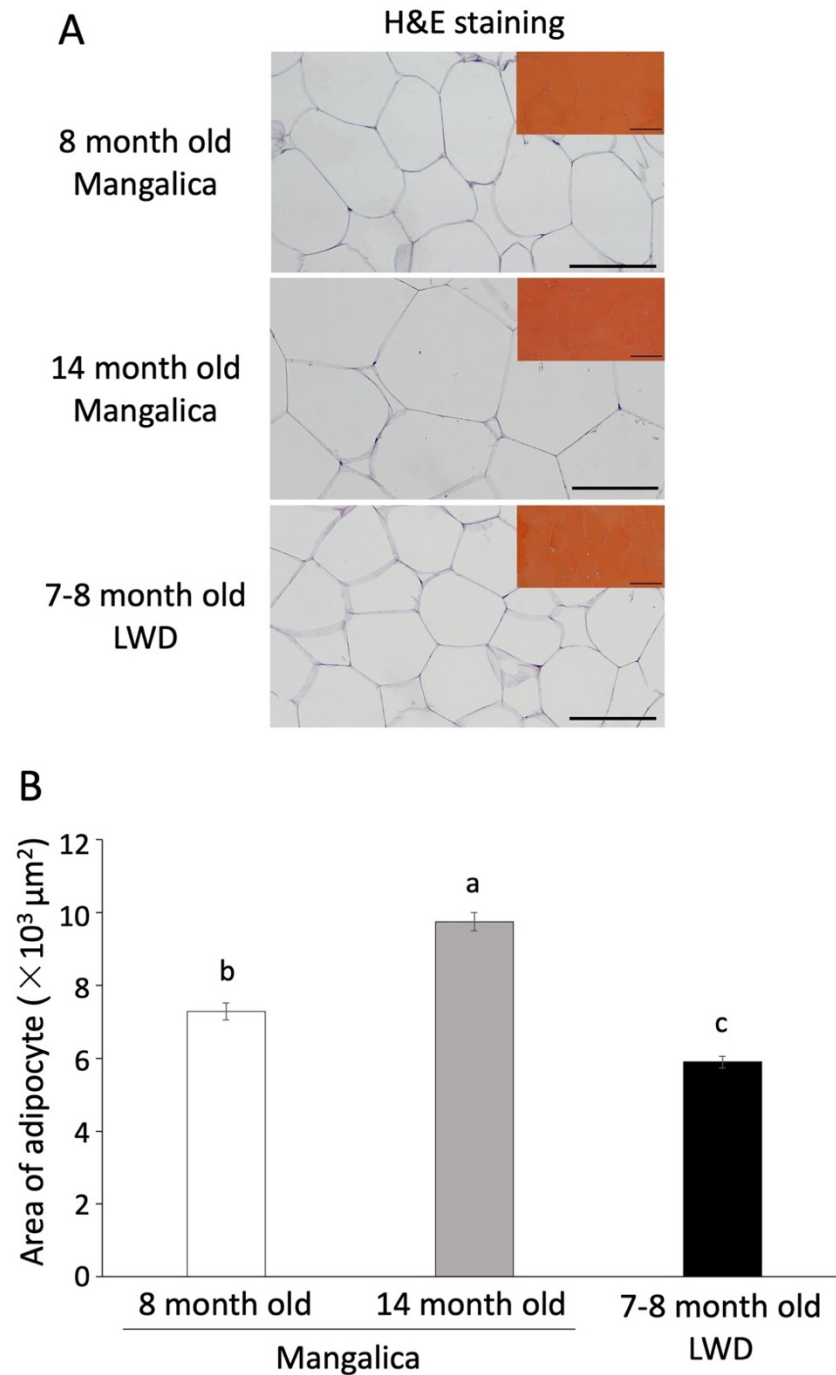 A
H&E staining
8 month old
Mangalica
14 month old
Mangalica
7-8 month old
LWD
B
Area of adipocyte (×10³ μm²)
12
10
8
6
4
2
0
b
a
c
8 month old
14 month old
7-8 month old
LWD
Mangalica